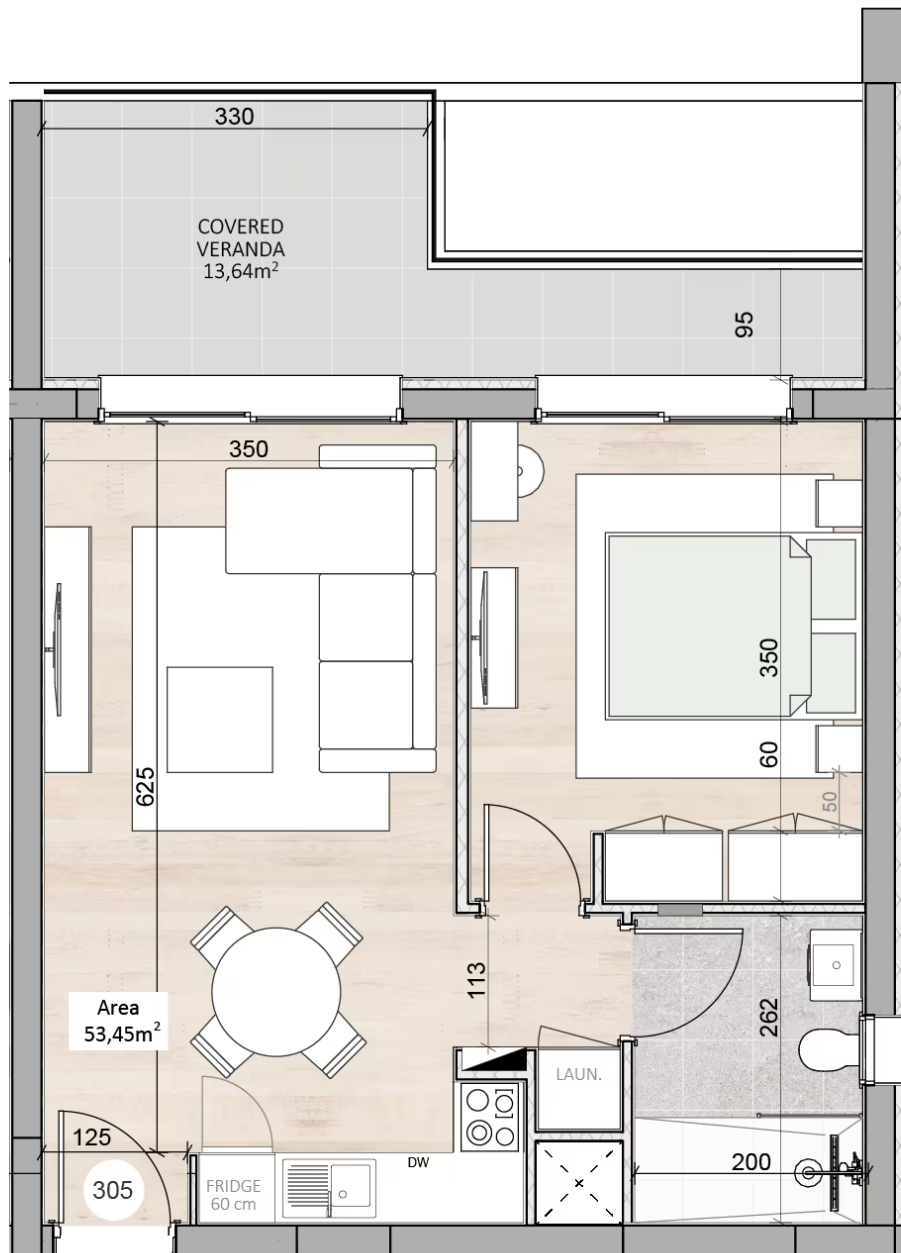 330
COVERED
VERANDA
13,64m²
95
350
350
625
60
50
113
Area
53,45m²
262
LAUN.
125
DW
200
305
FRIDGE
60 cm